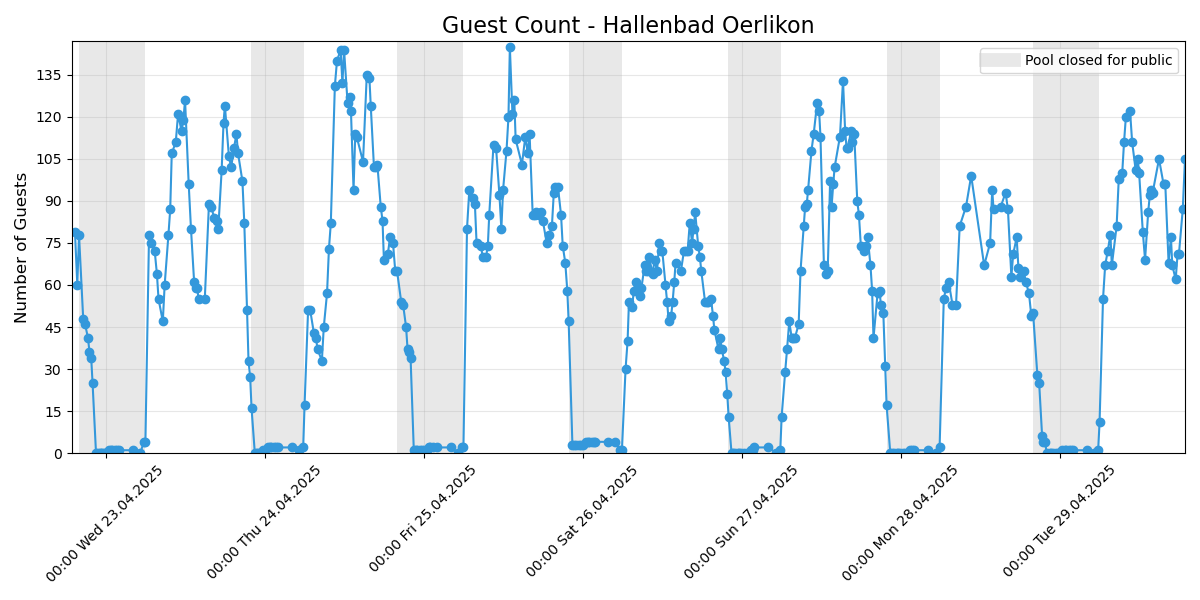 Guest Count - Hallenbad Oerlikon
Pool closed for public
Number of Guests
135
120
105
90
75
60
45
30
15
0
00:00 Wed 23.04.2025
00:00 Thu 24.04.2025
00:00 Fri 25.04.2025
00:00 Sat 26.04.2025
00:00 Sun 27.04.2025
00:00 Mon 28.04.2025
00:00 Tue 29.04.2025